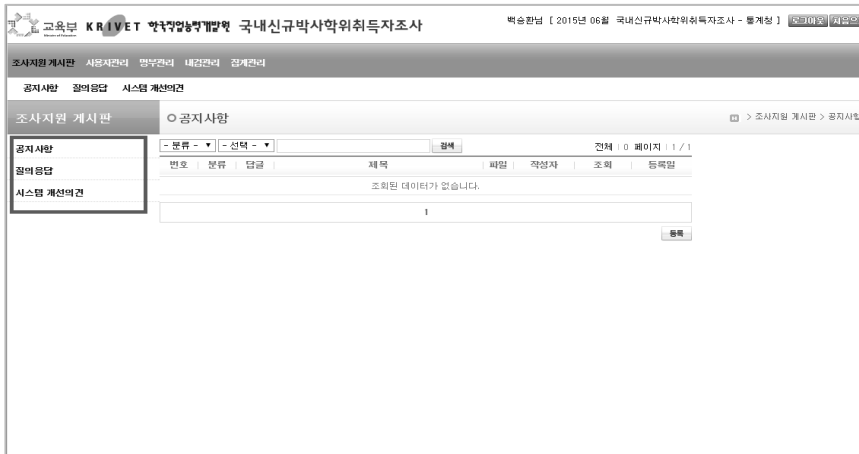 교육부 KRIVET 한국직업능력개발원 국내신규박사학위취득자조사
백승환님 [ 2015년 06월 국내신규박사학위취득자조사 - 통계청 ] 로그아웃 처음으
조사지원 게시판 사용자관리 명부관리 내검관리 집계관리
공지사항 질의응답 시스템 개선의견
조사지원 게시판
공지사항
> 조사지원 게시판 > 공지사항
공지사항
질의응답
시스템 개선의견
- 분류 - ▼ - 선택 - ▼ 검색
전체 | 0 페이지 | 1 / 1
번호 | 분류 | 답글 | 제목 | 파일 | 작성자 | 조회 | 등록일
조회된 데이터가 없습니다.
1
등록